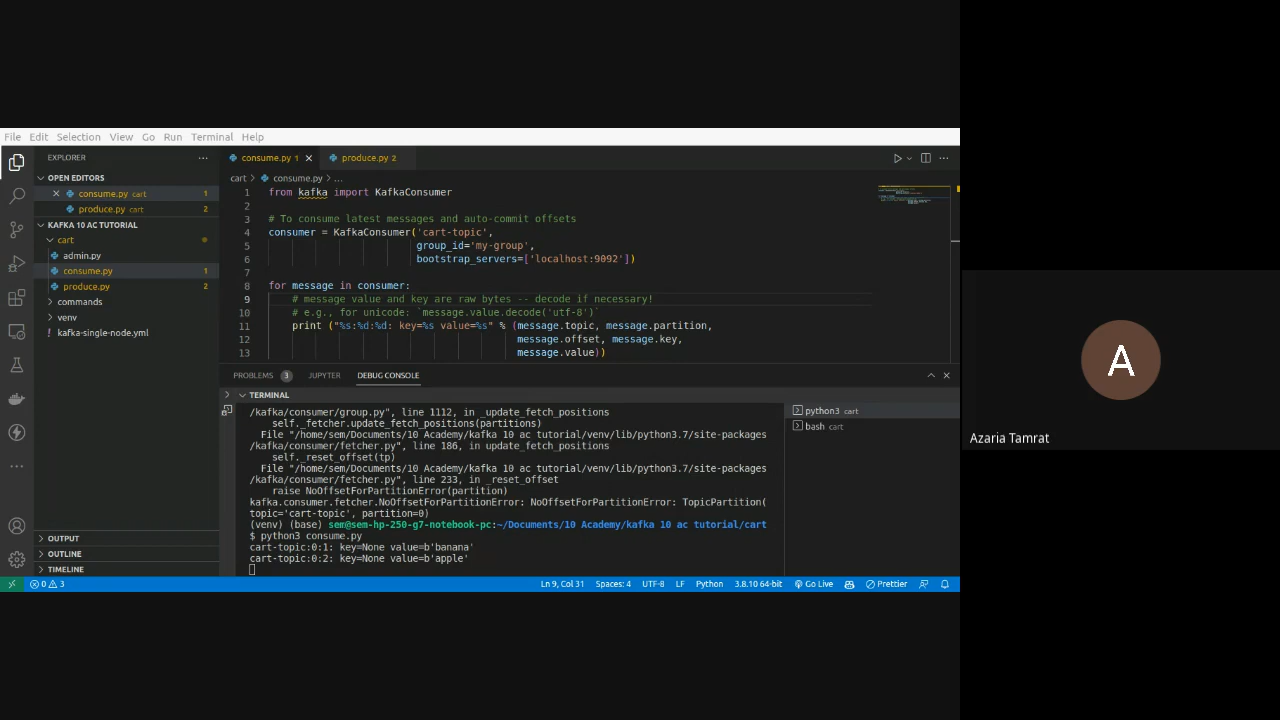 File Edit Selection View Go Run Terminal Help
EXPLORER
OPEN EDITORS
consume.py cart 1
produce.py cart 2
KAFKA 10 AC TUTORIAL
cart
admin.py
consume.py 1
produce.py 2
commands
venv
kafka-single-node.yml
OUTPUT
OUTLINE
TIMELINE
consume.py 1
produce.py 2
cart > consume.py > ...
1 from kafka import KafkaConsumer
2
3 # To consume latest messages and auto-commit offsets
4 consumer = KafkaConsumer('cart-topic',
5 group_id='my-group',
6 bootstrap_servers=['localhost:9092'])
7
8 for message in consumer:
9 # message value and key are raw bytes -- decode if necessary!
10 # e.g., for unicode: `message.value.decode('utf-8')`
11 print ("%s:%d:%d: key=%s value=%s" % (message.topic, message.partition,
12 message.offset, message.key,
13 message.value))
PROBLEMS 3 JUPYTER DEBUG CONSOLE
TERMINAL
/kafka/consumer/group.py", line 1112, in _update_fetch_positions
self._fetcher.update_fetch_positions(partitions)
File "/home/sem/Documents/10 Academy/kafka 10 ac tutorial/venv/lib/python3.7/site-packages
/kafka/consumer/fetcher.py", line 186, in update_fetch_positions
self._reset_offset(tp)
File "/home/sem/Documents/10 Academy/kafka 10 ac tutorial/venv/lib/python3.7/site-packages
/kafka/consumer/fetcher.py", line 233, in _reset_offset
raise NoOffsetForPartitionError(partition)
kafka.consumer.fetcher.NoOffsetForPartitionError: NoOffsetForPartitionError: TopicPartition(
topic='cart-topic', partition=0)
(venv) (base) sem@sem-hp-250-g7-notebook-pc:~/Documents/10 Academy/kafka 10 ac tutorial/cart
$ python3 consume.py
cart-topic:0:1: key=None value=b'banana'
cart-topic:0:2: key=None value=b'apple'
python3 cart
bash cart
0 3
Ln 9, Col 31 Spaces: 4 UTF-8 LF Python 3.8.10 64-bit Go Live Prettier
A
Azaria Tamrat